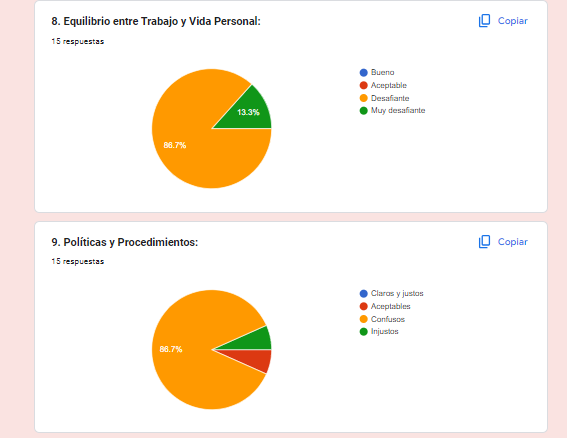 8. Equilibrio entre Trabajo y Vida Personal:
Copiar
15 respuestas
Bueno
Aceptable
Desafiante
Muy desafiante
13.3%
86.7%
9. Políticas y Procedimientos:
Copiar
15 respuestas
Claros y justos
Aceptables
Confusos
Injustos
86.7%